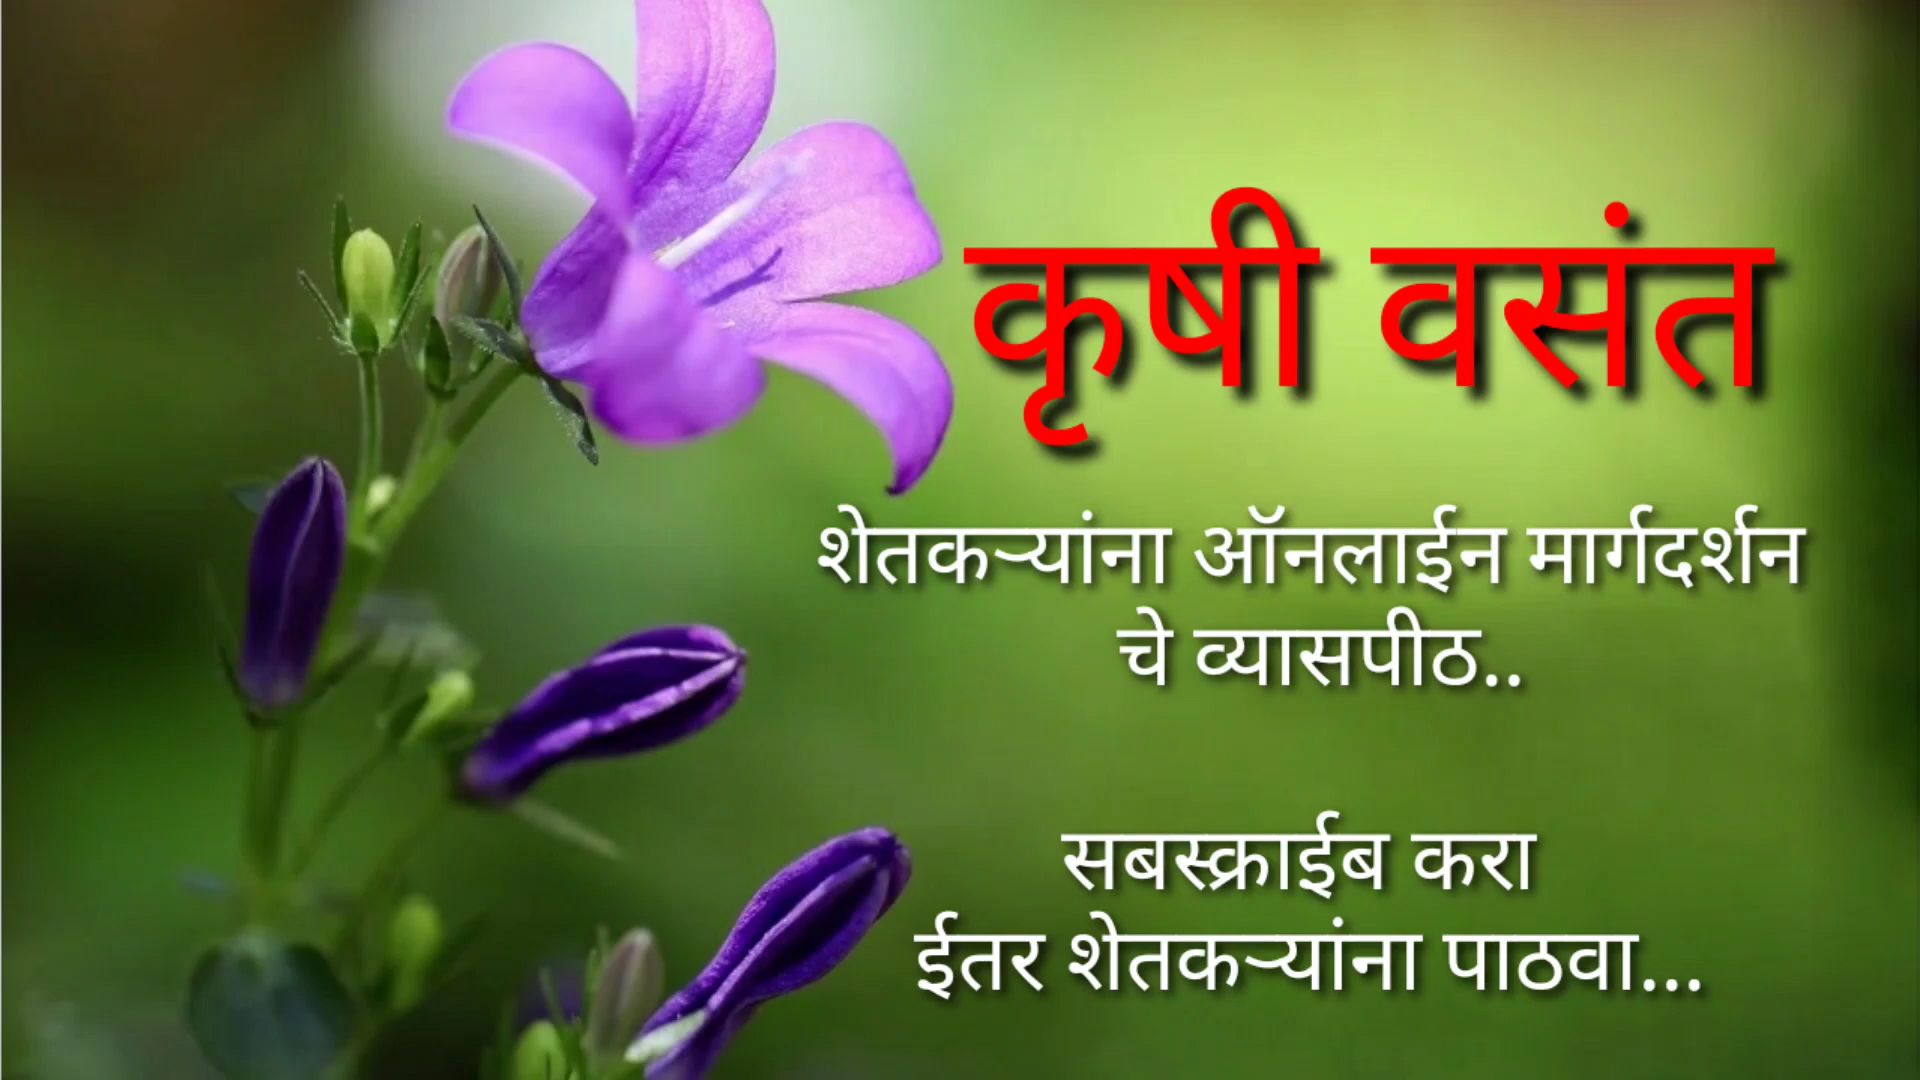 कृषी वसंत
शेतकऱ्यांना ऑनलाईन मार्गदर्शन
चे व्यासपीठ..
सबस्क्राईब करा
ईतर शेतकऱ्यांना पाठवा...